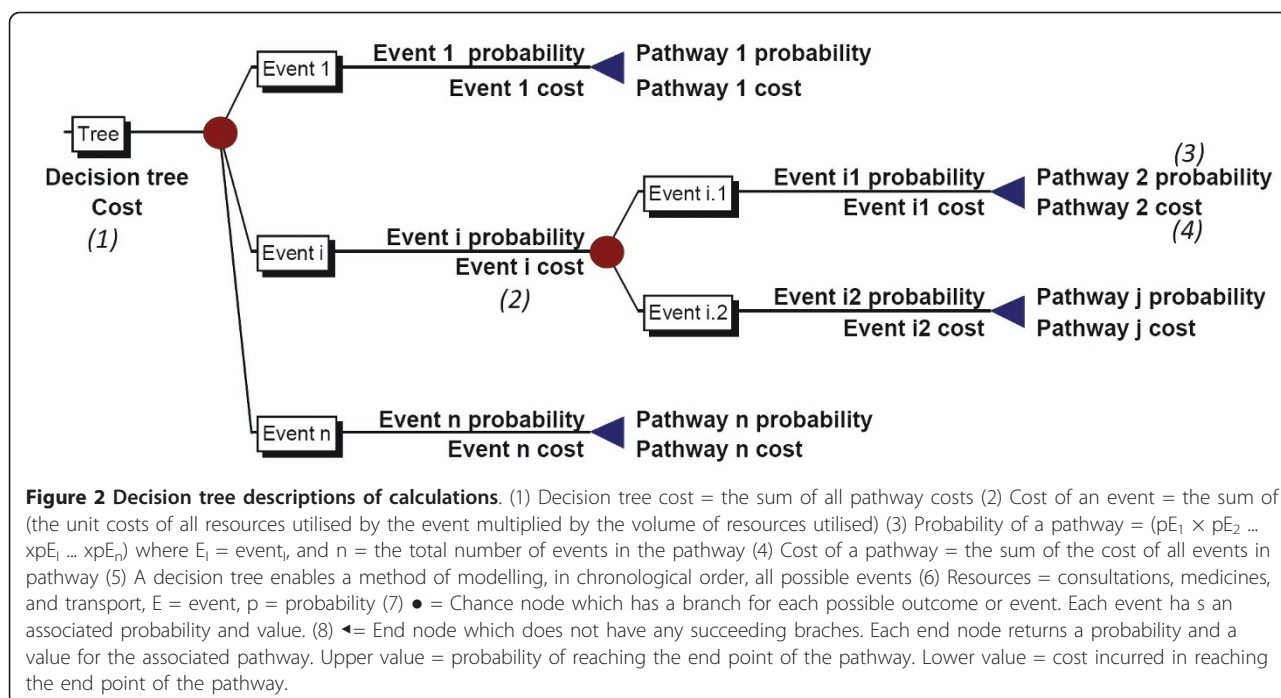 Event 1
Event 1 probability
Event 1 cost
Pathway 1 probability
Pathway 1 cost
Tree
Decision tree
Cost
(1)
Event i
Event i probability
Event i cost
(2)
Event i.1
Event i1 probability
Event i1 cost
(3)
Pathway 2 probability
Pathway 2 cost
(4)
Event i.2
Event i2 probability
Event i2 cost
Pathway j probability
Pathway j cost
Event n
Event n probability
Event n cost
Pathway n probability
Pathway n cost
Figure 2 Decision tree descriptions of calculations. (1) Decision tree cost = the sum of all pathway costs (2) Cost of an event = the sum of
(the unit costs of all resources utilised by the event multiplied by the volume of resources utilised) (3) Probability of a pathway = (pE₁ × pE₂ ...
xpEₗ ... xpEₙ) where Eₗ = eventₗ, and n = the total number of events in the pathway (4) Cost of a pathway = the sum of the cost of all events in
pathway (5) A decision tree enables a method of modelling, in chronological order, all possible events (6) Resources = consultations, medicines,
and transport, E = event, p = probability (7) ● = Chance node which has a branch for each possible outcome or event. Each event ha s an
associated probability and value. (8) ◄= End node which does not have any succeeding braches. Each end node returns a probability and a
value for the associated pathway. Upper value = probability of reaching the end point of the pathway. Lower value = cost incurred in reaching
the end point of the pathway.